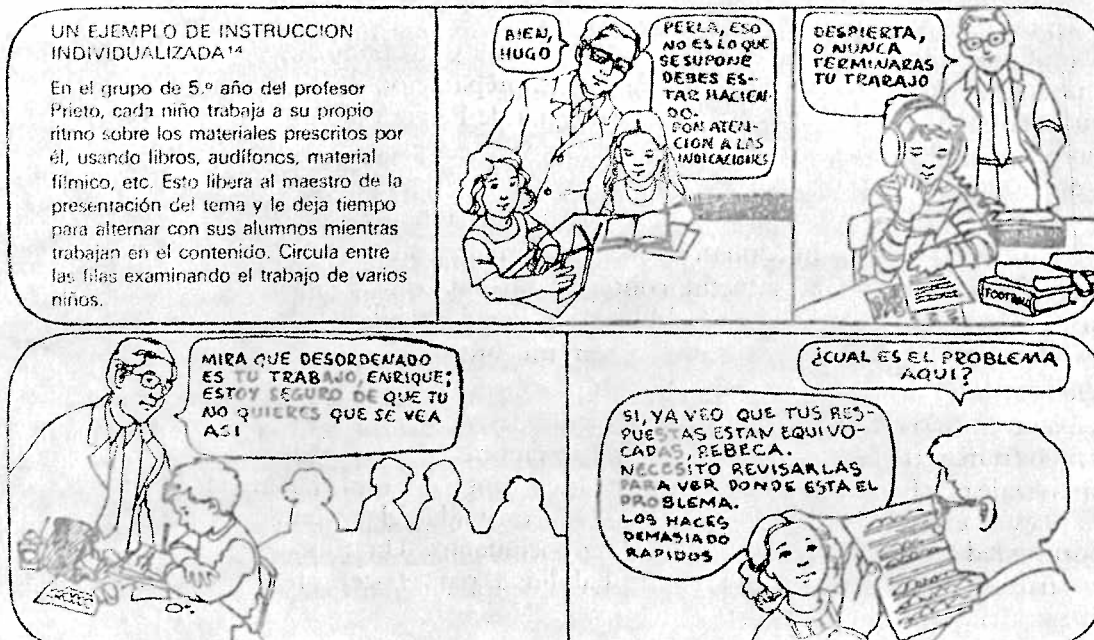 UN EJEMPLO DE INSTRUCCION
INDIVIDUALIZADA¹⁴
En el grupo de 5.º año del profesor
Prieto, cada niño trabaja a su propio
ritmo sobre los materiales prescritos por
él, usando libros, audífonos, material
fílmico, etc. Esto libera al maestro de la
presentación del tema y le deja tiempo
para alternar con sus alumnos mientras
trabajan en el contenido. Circula entre
las filas examinando el trabajo de varios
niños.
BIEN,
HUGO
PERLA, ESO
NO ES LO QUE
SE SUPONE
DEBES ES-
TAR HACIEN-
DO.
PON ATEN-
CION A LAS
INDICACIONES
DESPIERTA,
O NUNCA
TERMINARAS
TU TRABAJO
FOOTBALL
MIRA QUE DESORDENADO
ES TU TRABAJO, ENRIQUE;
ESTOY SEGURO DE QUE TU
NO QUIERES QUE SE VEA
ASI
¿CUAL ES EL PROBLEMA
AQUI?
SI, YA VEO QUE TUS RES-
PUESTAS ESTAN EQUIVO
CADAS, REBECA.
NECESITO REVISARLAS
PARA VER DONDE ESTA EL
PROBLEMA.
LOS HACES
DEMASIADO
RAPIDOS